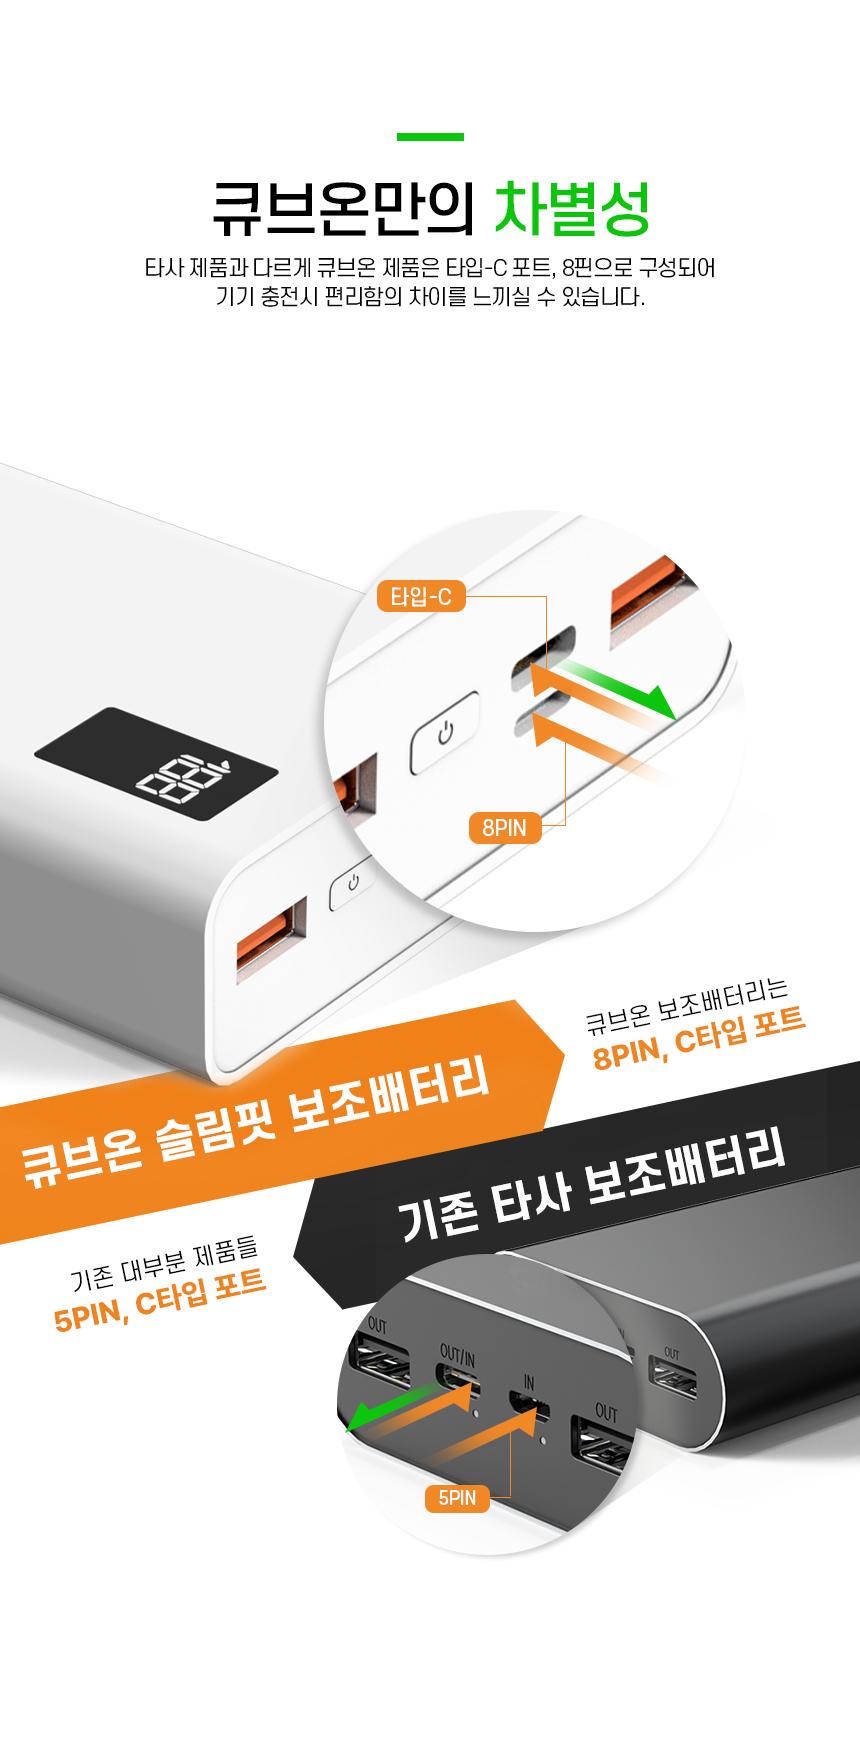 큐브온만의 차별성
타사 제품과 다르게 큐브온 제품은 타입-C 포트, 8핀으로 구성되어
기기 충전시 편리함의 차이를 느끼실 수 있습니다.
타입-C
188
8PIN
큐브온 보조배터리는
8PIN, C타입 포트
큐브온 슬림핏 보조배터리
기존 타사 보조배터리
기존 대부분 제품들
5PIN, C타입 포트
OUT
OUT/IN
IN
OUT
OUT
5PIN